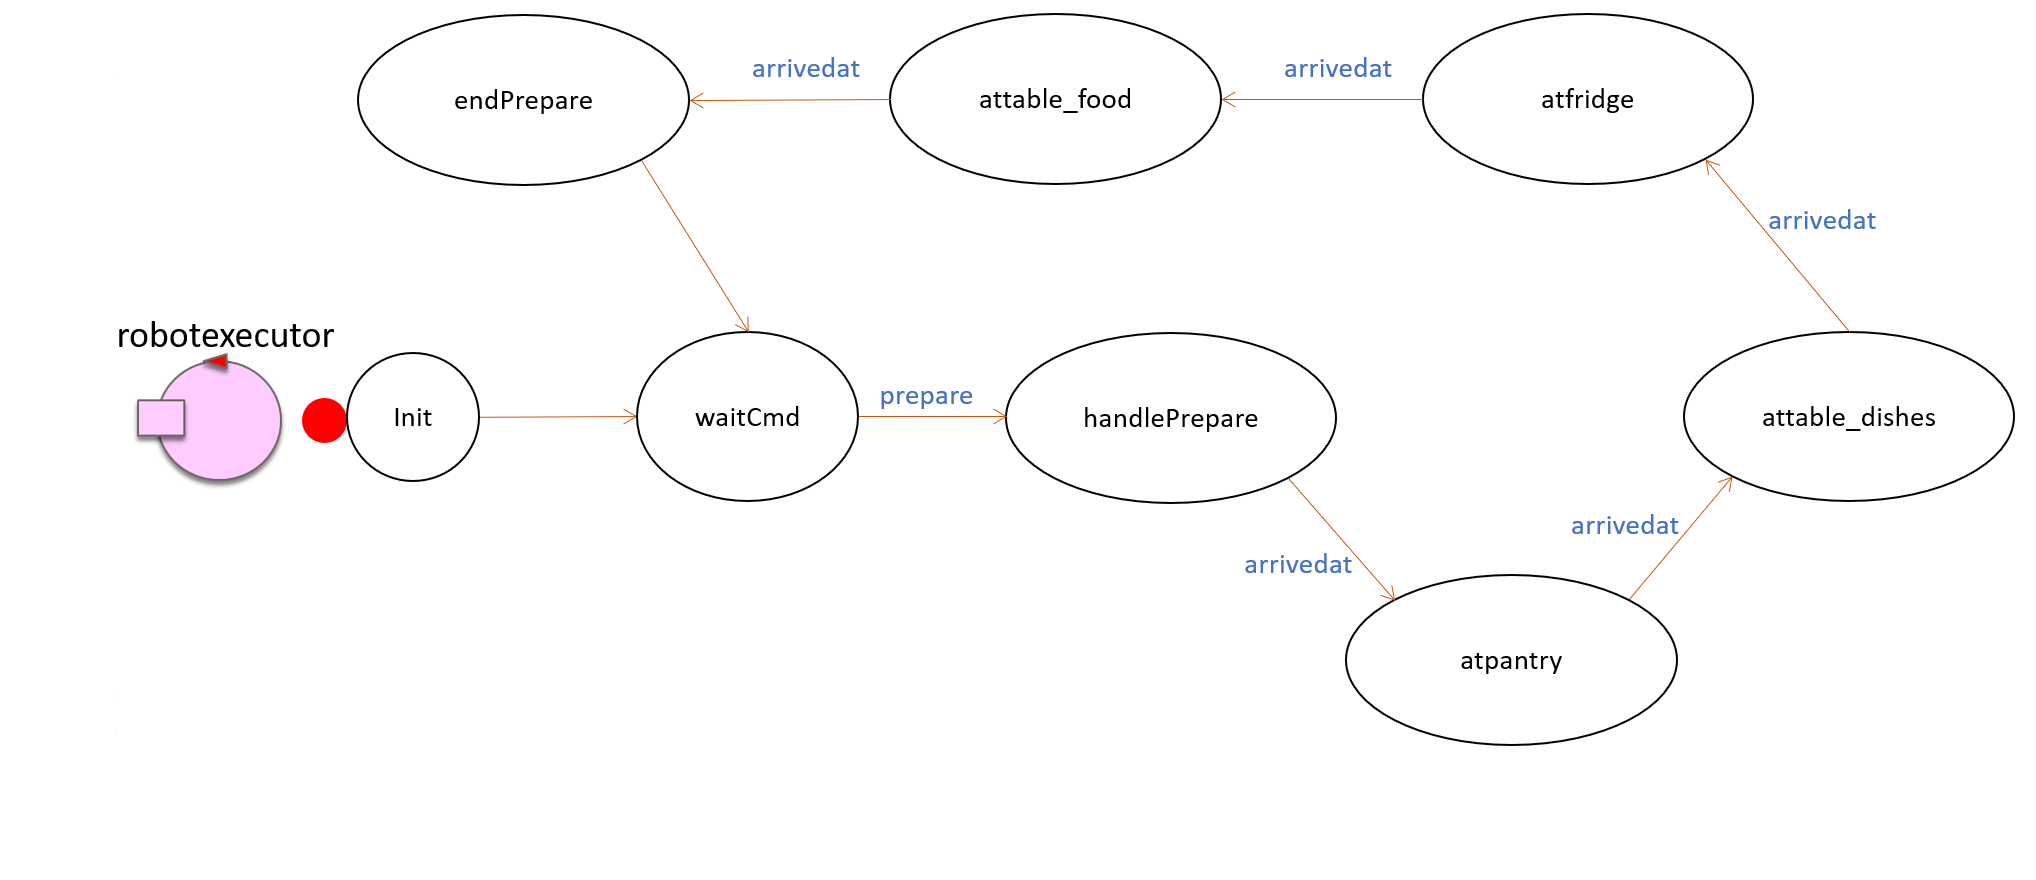 arrivedat
arrivedat
endPrepare
attable_food
atfridge
arrivedat
robotexecutor
prepare
Init
waitCmd
handlePrepare
attable_dishes
arrivedat
arrivedat
atpantry